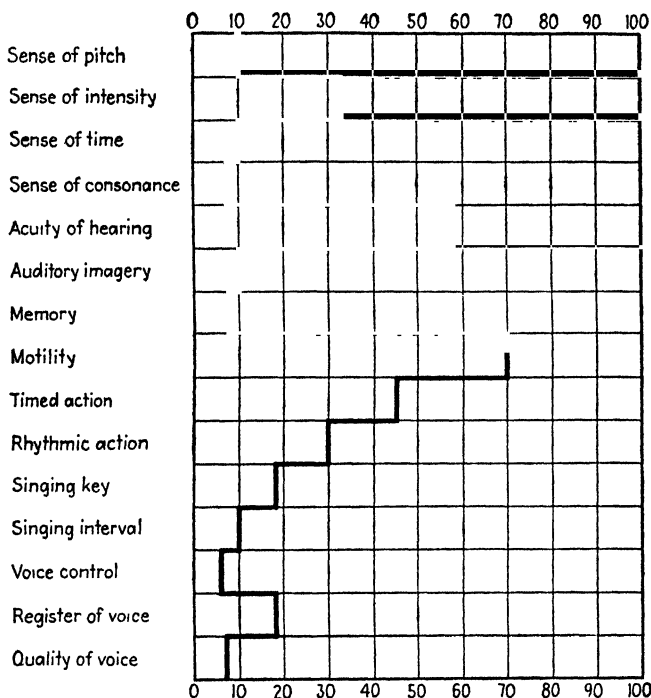 0 10 20 30 40 50 60 70 80 90 100
Sense of pitch
Sense of intensity
Sense of time
Sense of consonance
Acuity of hearing
Auditory imagery
Memory
Motility
Timed action
Rhythmic action
Singing key
Singing interval
Voice control
Register of voice
Quality of voice
0 10 20 30 40 50 60 70 80 90 100